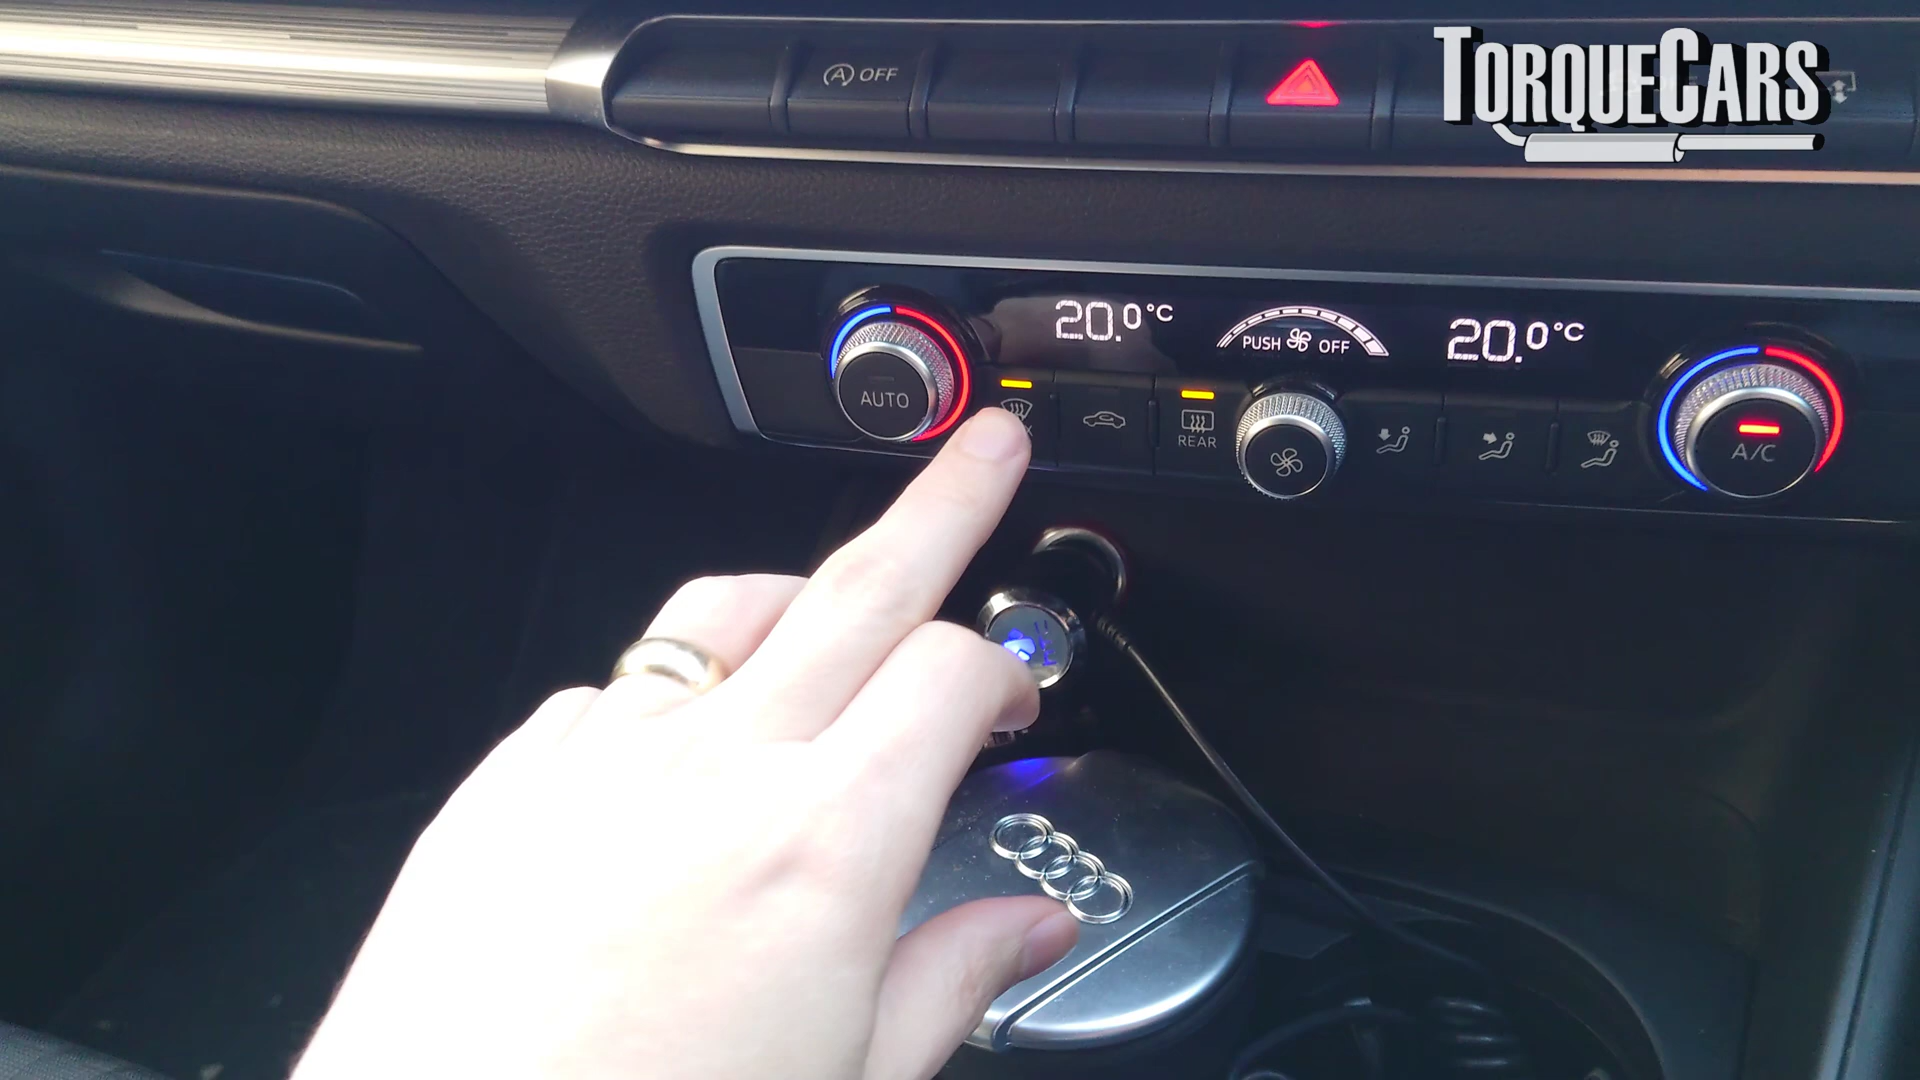 TORQUECARS
A OFF
20.0°C
PUSH OFF
20.0°C
AUTO
REAR
A/C